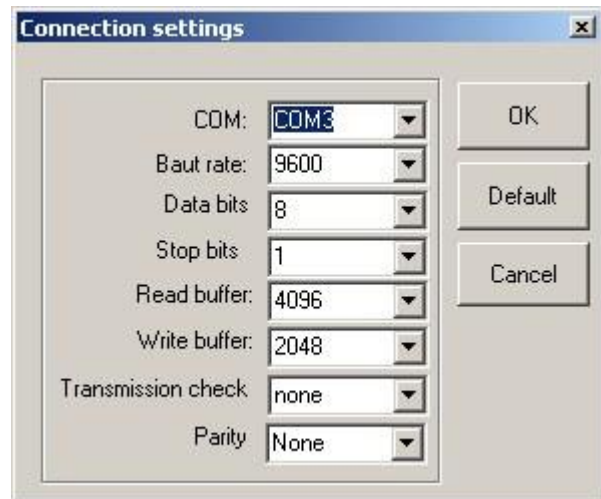 Connection settings
COM: COM3
OK
Baut rate: 9600
Data bits 8
Default
Stop bits 1
Cancel
Read buffer: 4096
Write buffer: 2048
Transmission check none
Parity None